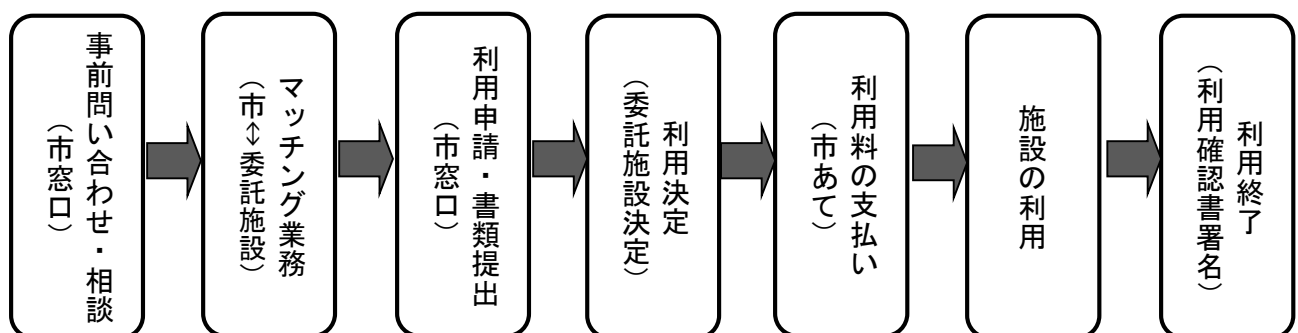 事前問い合わせ・相談
（市窓口）
マッチング業務
（市↔委託施設）
利用申請・書類提出
（市窓口）
利用決定
（委託施設決定）
利用料の支払い
（市あて）
施設の利用
利用終了
（利用確認書署名）